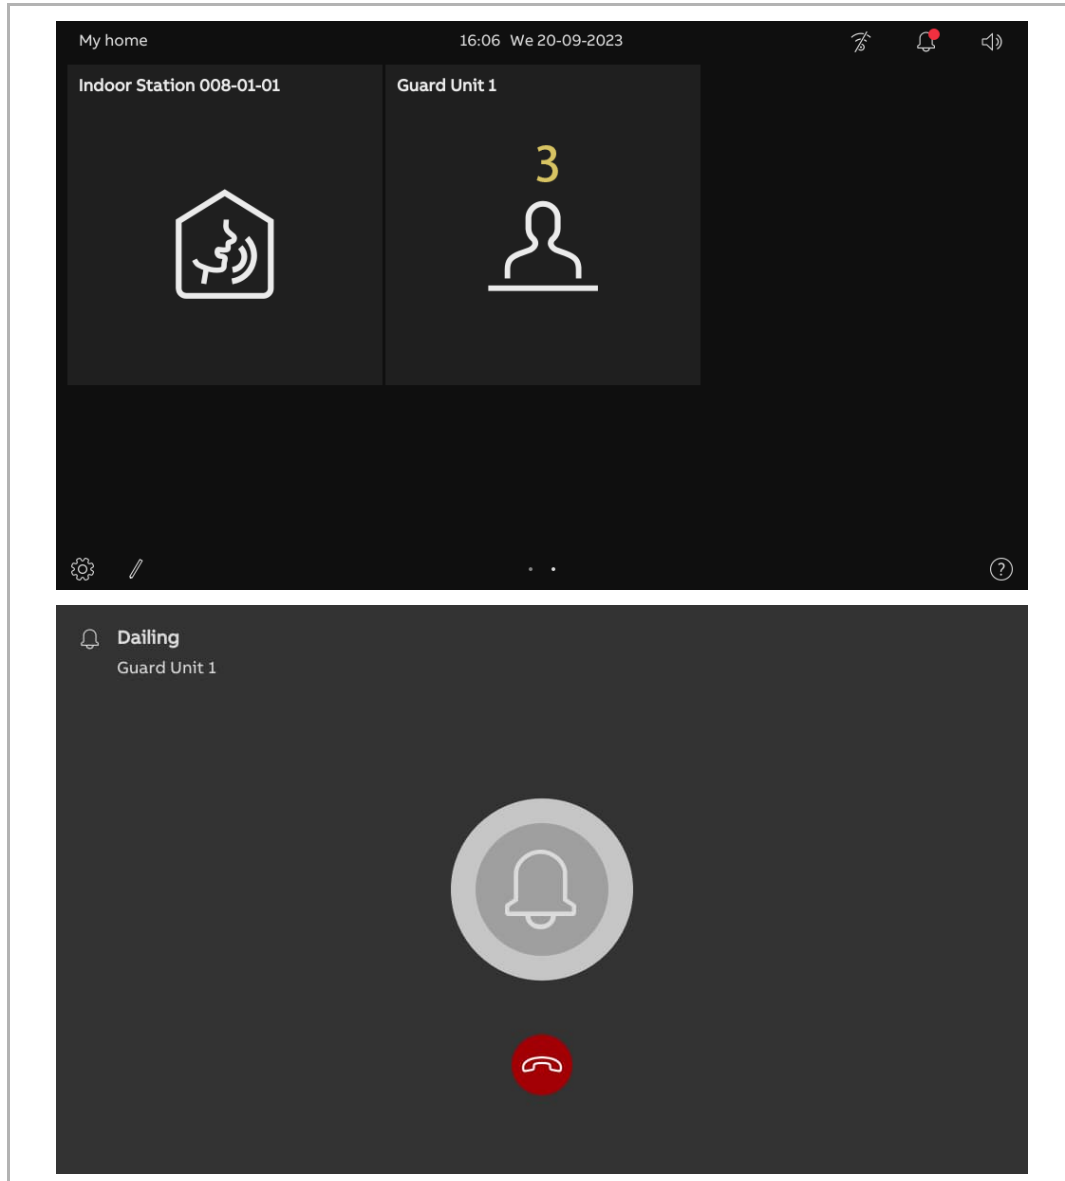 My home
16:06 We 20-09-2023
Indoor Station 008-01-01
Guard Unit 1
3
?
Dailing
Guard Unit 1